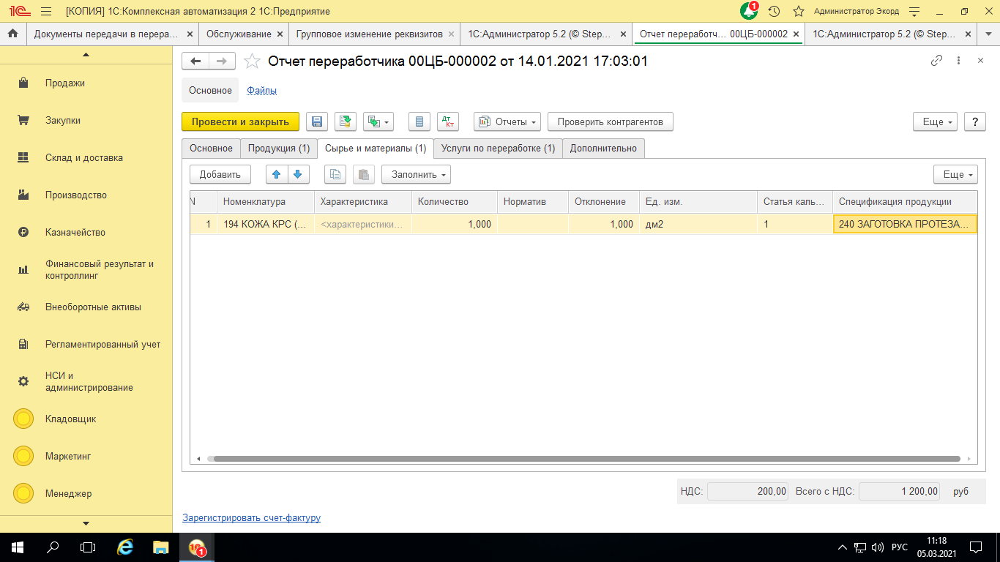 [КОПИЯ] 1С:Комплексная автоматизация 2 1С:Предприятие
1
Администратор Экорд
Документы передачи в перера...
Обслуживание
Групповое изменение реквизитов
1С:Администратор 5.2 (© Step...
Отчет переработч... 00ЦБ-000002
1С:Администратор 5.2 (© Step...
Продажи
Закупки
Склад и доставка
Производство
Казначейство
Финансовый результат и
контроллинг
Внеоборотные активы
Регламентированный учет
НСИ и
администрирование
Кладовщик
Маркетинг
Менеджер
Отчет переработчика 00ЦБ-000002 от 14.01.2021 17:03:01
Основное Файлы
Провести и закрыть Дт Кт Отчеты Проверить контрагентов Еще ?
Основное Продукция (1) Сырье и материалы (1) Услуги по переработке (1) Дополнительно
Добавить Заполнить Еще
N Номенклатура Характеристика Количество Норматив Отклонение Ед. изм. Статья каль... Спецификация продукции
1 194 КОЖА КРС (... <характеристики... 1,000 1,000 дм2 1 240 ЗАГОТОВКА ПРОТЕЗА...
НДС: 200,00 Всего с НДС: 1 200,00 руб
Зарегистрировать счет-фактуру
1
РУС
11:18
05.03.2021